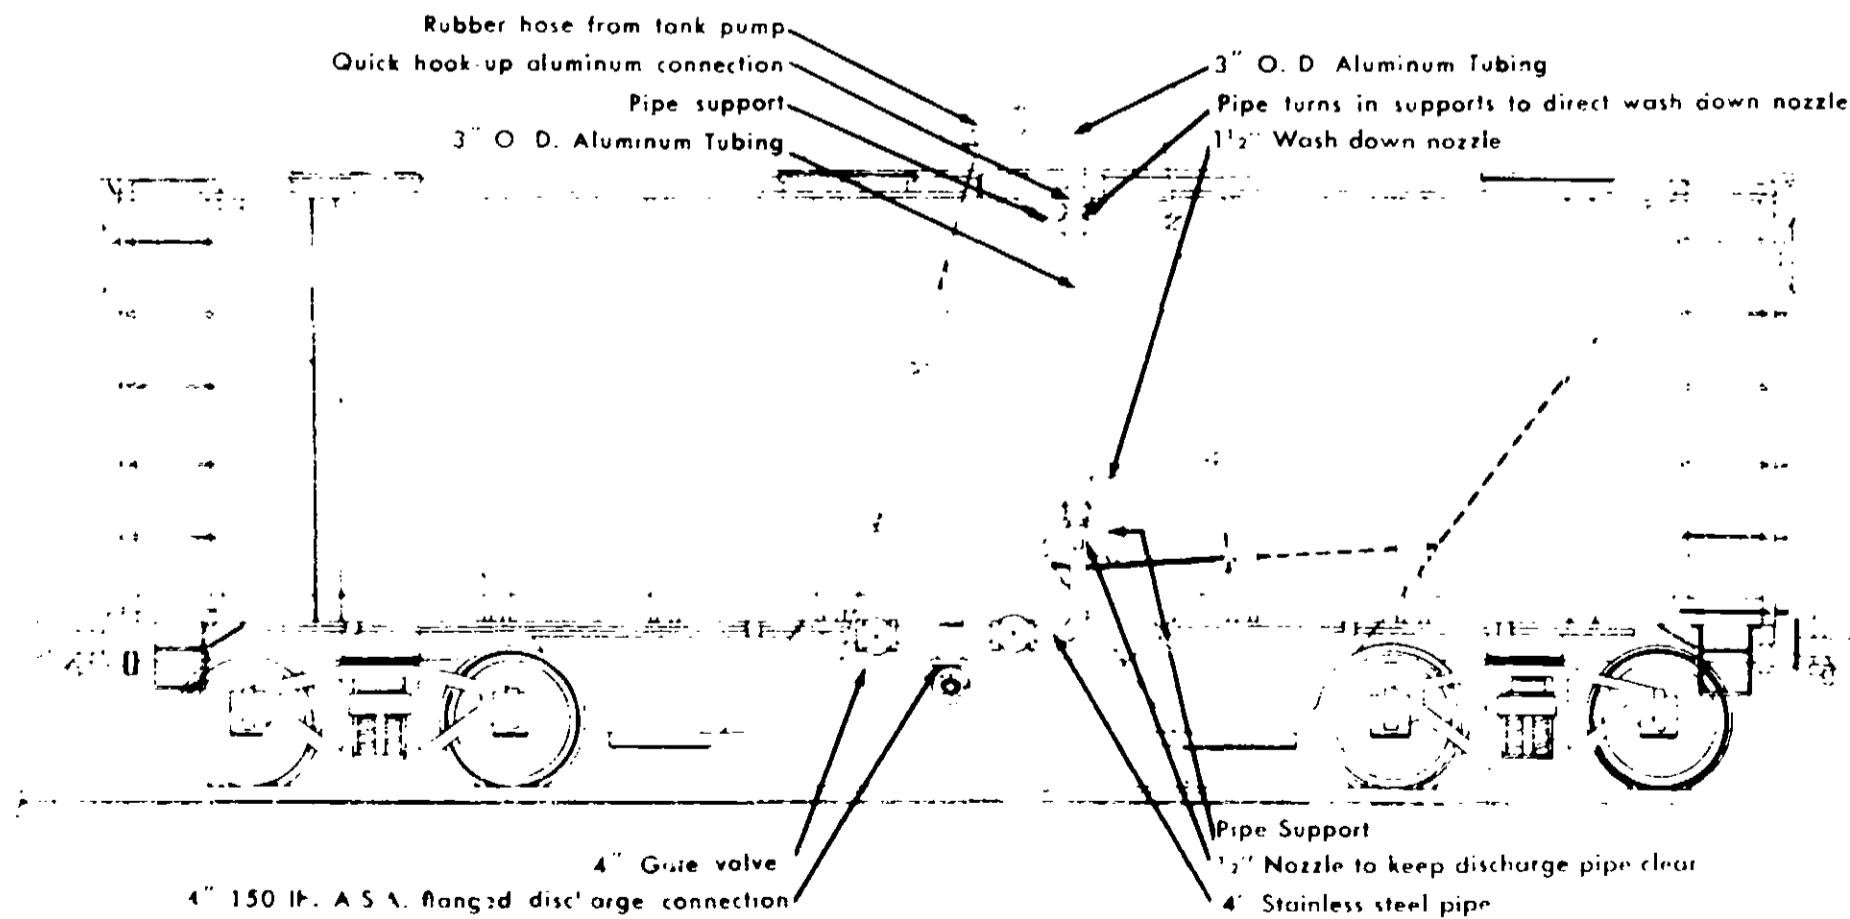 Rubber hose from tank pump
Quick hook-up aluminum connection
Pipe support
3" O D. Aluminum Tubing
3" O. D Aluminum Tubing
Pipe turns in supports to direct wash down nozzle
1½" Wash down nozzle
4" Gate valve
4" 150 lb. A S A. flanged discharge connection
Pipe Support
½" Nozzle to keep discharge pipe clear
4" Stainless steel pipe